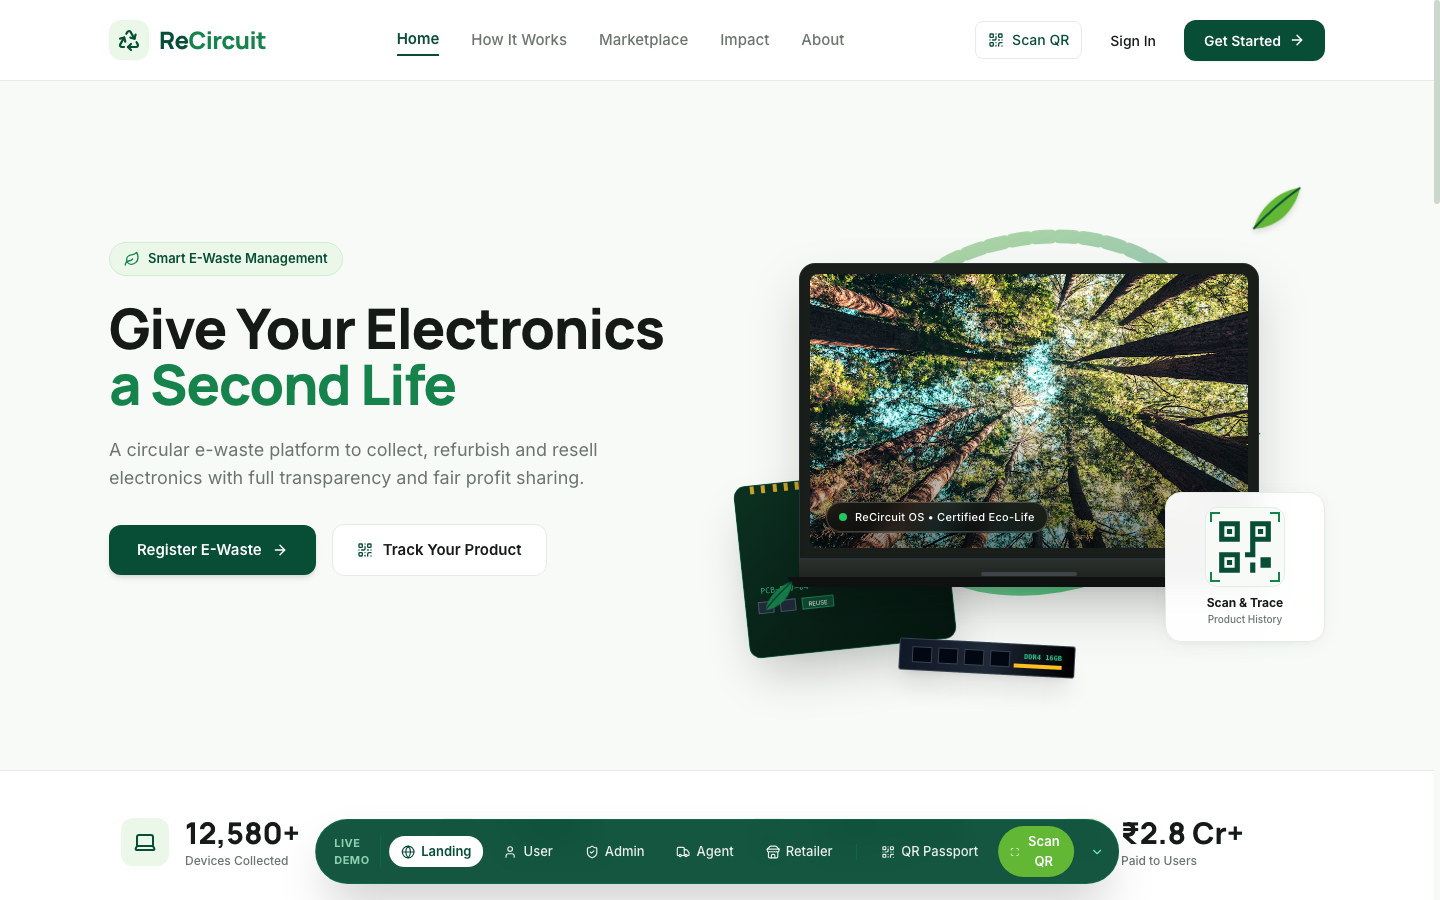 ReCircuit
Home
How It Works
Marketplace
Impact
About
Scan QR
Sign In
Get Started
Smart E-Waste Management
Give Your Electronics
a Second Life
A circular e-waste platform to collect, refurbish and resell
electronics with full transparency and fair profit sharing.
Register E-Waste
Track Your Product
ReCircuit OS • Certified Eco-Life
REUSE
DDR4 16GB
Scan & Trace
Product History
12,580+
Devices Collected
LIVE
DEMO
Landing
User
Admin
Agent
Retailer
QR Passport
Scan
QR
₹2.8 Cr+
Paid to Users